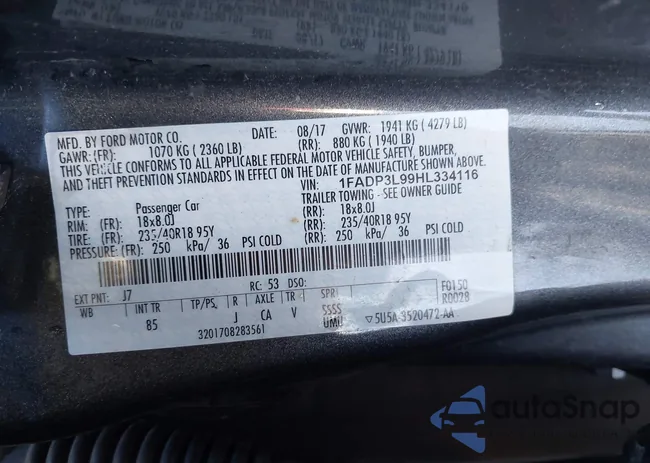 MFD. BY FORD MOTOR CO. DATE: 08/17 GVWR: 1941 KG ( 4279 LB)
GAWR: (FR): 1070 KG ( 2360 LB) (RR): 880 KG ( 1940 LB)
THIS VEHICLE CONFORMS TO ALL APPLICABLE FEDERAL MOTOR VEHICLE SAFETY, BUMPER,
AND THEFT PREVENTION STANDARDS IN EFFECT ON THE DATE OF MANUFACTURE SHOWN ABOVE.
VIN: 1FADP3L99HL334116
TYPE: Passenger Car TRAILER TOWING - SEE OWNER GUIDE
RIM: (FR): 18x8.0J (RR): 18x8.0J
TIRE: (FR): 235/40R18 95Y (RR): 235/40R18 95Y
PRESSURE: (FR): 250 kPa/ 36 PSI COLD (RR): 250 kPa/ 36 PSI COLD
EXT PNT: J7 RC: 53 DSO: F0150
WB INT TR TP/PS R AXLE TR SPR R0028
85 J CA V SSSS
3201708283561 UMIU ▽5U5A-3520472-AA
autoSnap